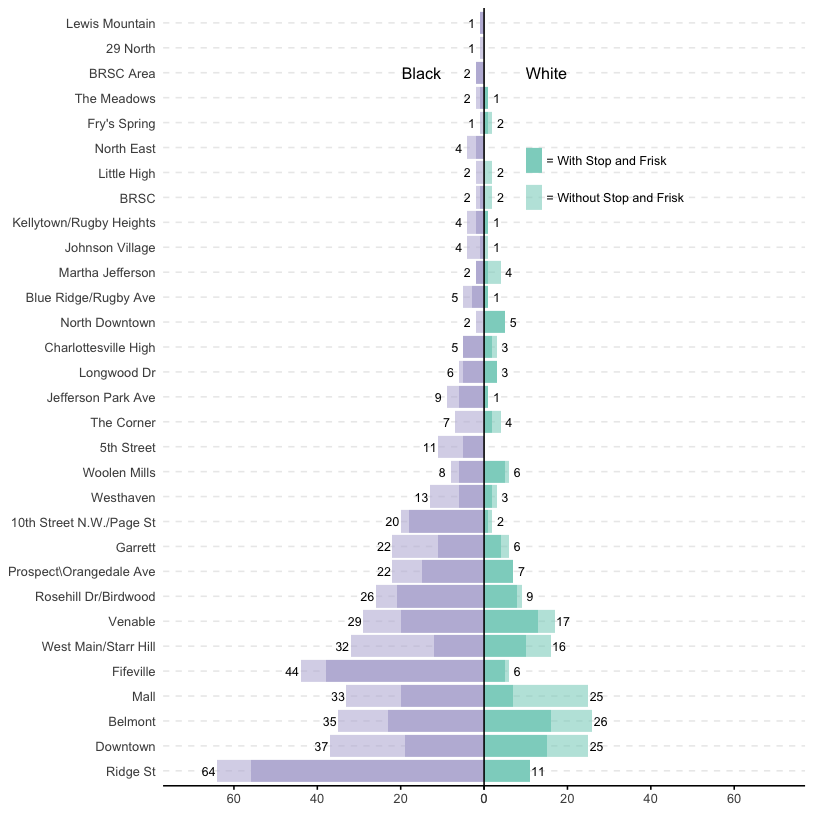 Lewis Mountain 1
29 North 1
BRSC Area 2 Black White
The Meadows 2 1
Fry's Spring 1 2
North East 4
= With Stop and Frisk
Little High 2 2
BRSC 2 2 = Without Stop and Frisk
Kellytown/Rugby Heights 4 1
Johnson Village 4 1
Martha Jefferson 2 4
Blue Ridge/Rugby Ave 5 1
North Downtown 2 5
Charlottesville High 5 3
Longwood Dr 6 3
Jefferson Park Ave 9 1
The Corner 7 4
5th Street 11
Woolen Mills 8 6
Westhaven 13 3
10th Street N.W./Page St 20 2
Garrett 22 6
Prospect\Orangedale Ave 22 7
Rosehill Dr/Birdwood 26 9
Venable 29 17
West Main/Starr Hill 32 16
Fifeville 44 6
Mall 33 25
Belmont 35 26
Downtown 37 25
Ridge St 64 11
60 40 20 0 20 40 60